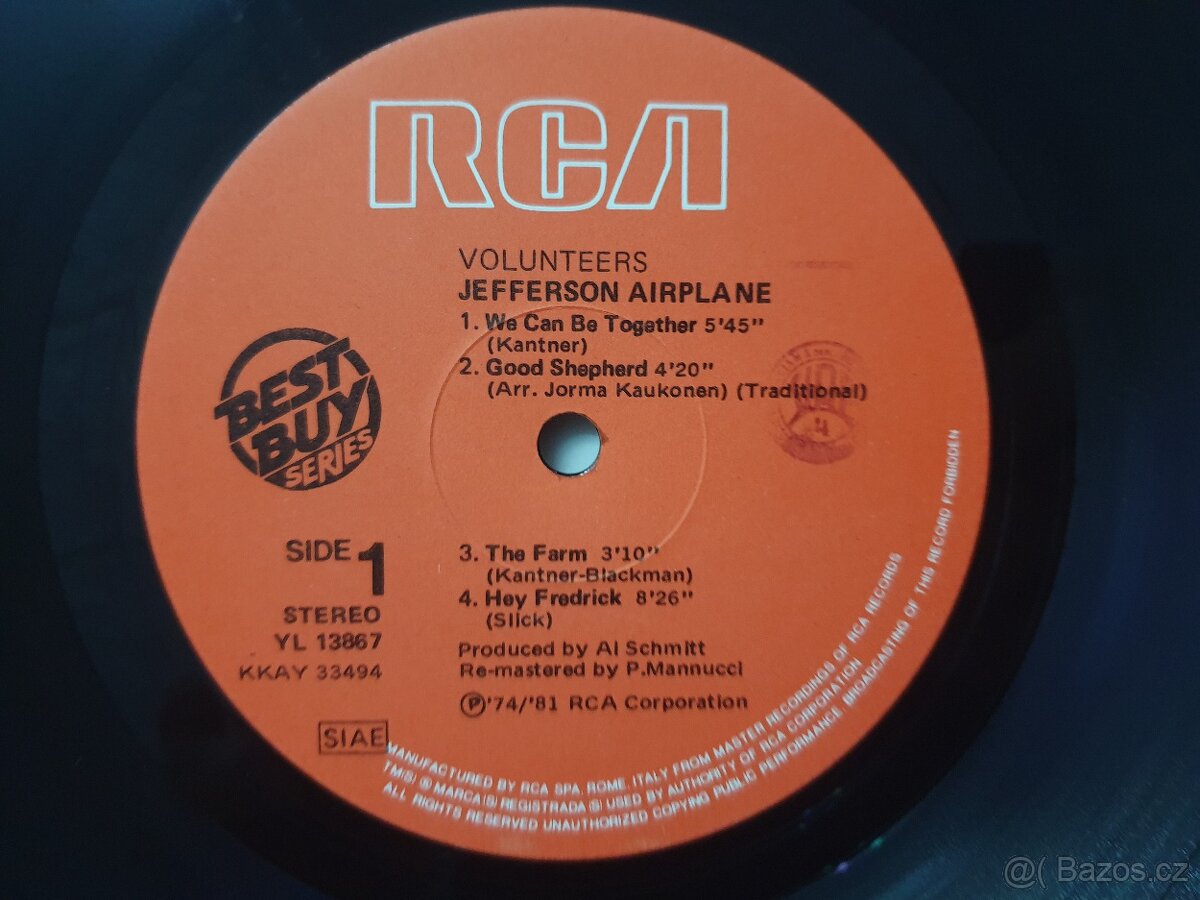 RCA
VOLUNTEERS
JEFFERSON AIRPLANE
1. We Can Be Together 5'45"
(Kantner)
2. Good Shepherd 4'20"
(Arr. Jorma Kaukonen) (Traditional)
BEST
BUY
SERIES
4
SIDE 1
STEREO
YL 13867
KKAY 33494
3. The Farm 3'10"
(Kantner-Blackman)
4. Hey Fredrick 8'26"
(Slick)
Produced by Al Schmitt
Re-mastered by P.Mannucci
Ⓟ'74/'81 RCA Corporation
SIAE
MANUFACTURED BY RCA SPA. ROME, ITALY FROM MASTER RECORDINGS OF RCA RECORDS
TM(S) ® MARCA(S) REGISTRADA(S) USED BY AUTHORITY OF RCA CORPORATION
ALL RIGHTS RESERVED UNAUTHORIZED COPYING PUBLIC PERFORMANCE BROADCASTING OF THIS RECORD FORBIDDEN
@( Bazos.cz